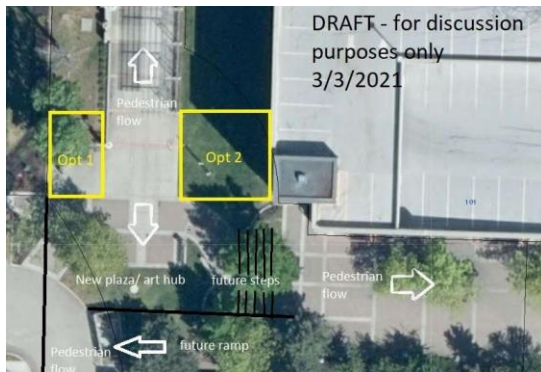 DRAFT - for discussion
purposes only
3/3/2021
Pedestrian
flow
Opt 1
Opt 2
New plaza/ art hub
future steps
Pedestrian
flow
Pedestrian
flow
future ramp